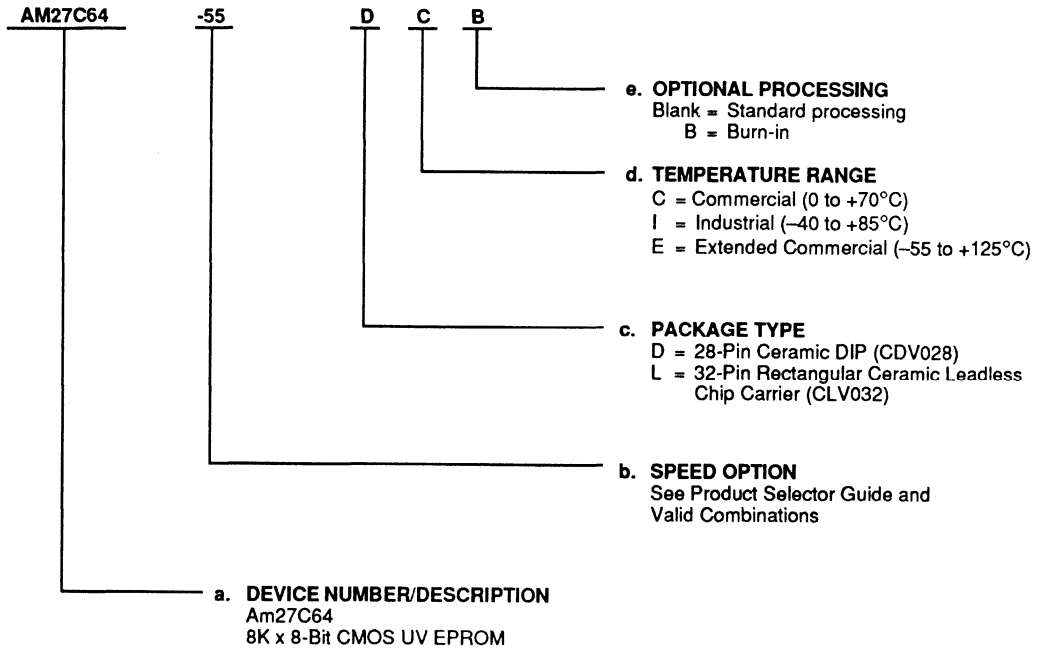 AM27C64 -55 D C B
e. OPTIONAL PROCESSING
Blank = Standard processing
B = Burn-in
d. TEMPERATURE RANGE
C = Commercial (0 to +70°C)
I = Industrial (–40 to +85°C)
E = Extended Commercial (–55 to +125°C)
c. PACKAGE TYPE
D = 28-Pin Ceramic DIP (CDV028)
L = 32-Pin Rectangular Ceramic Leadless
Chip Carrier (CLV032)
b. SPEED OPTION
See Product Selector Guide and
Valid Combinations
a. DEVICE NUMBER/DESCRIPTION
Am27C64
8K x 8-Bit CMOS UV EPROM